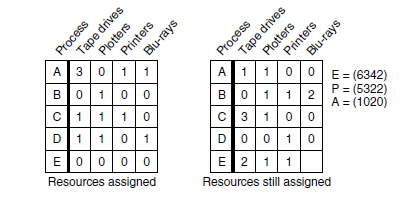 Process Tape drives Plotters Printers Blu-rays
A 3 0 1 1
B 0 1 0 0
C 1 1 1 0
D 1 1 0 1
E 0 0 0 0
Resources assigned
Process Tape drives Plotters Printers Blu-rays
A 1 1 0 0
B 0 1 1 2
C 3 1 0 0
D 0 0 1 0
E 2 1 1
Resources still assigned
E = (6342)
P = (5322)
A = (1020)